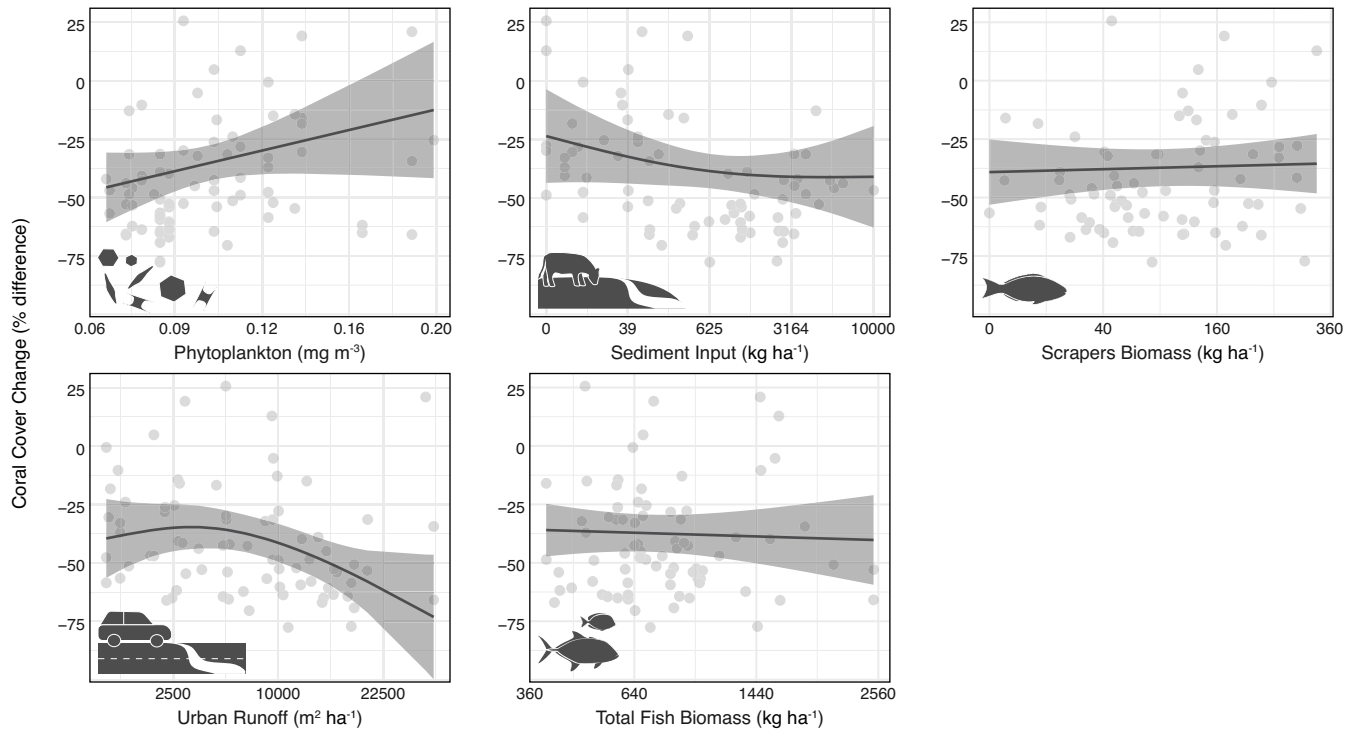 Coral Cover Change (% difference)
25
0
−25
−50
−75
0.06 0.09 0.12 0.16 0.20
Phytoplankton (mg m⁻³)
25
0
−25
−50
−75
0 39 625 3164 10000
Sediment Input (kg ha⁻¹)
25
0
−25
−50
−75
0 40 160 360
Scrapers Biomass (kg ha⁻¹)
25
0
−25
−50
−75
25500 10000 22500
Urban Runoff (m² ha⁻¹)
25
0
−25
−50
−75
360 640 1440 2560
Total Fish Biomass (kg ha⁻¹)